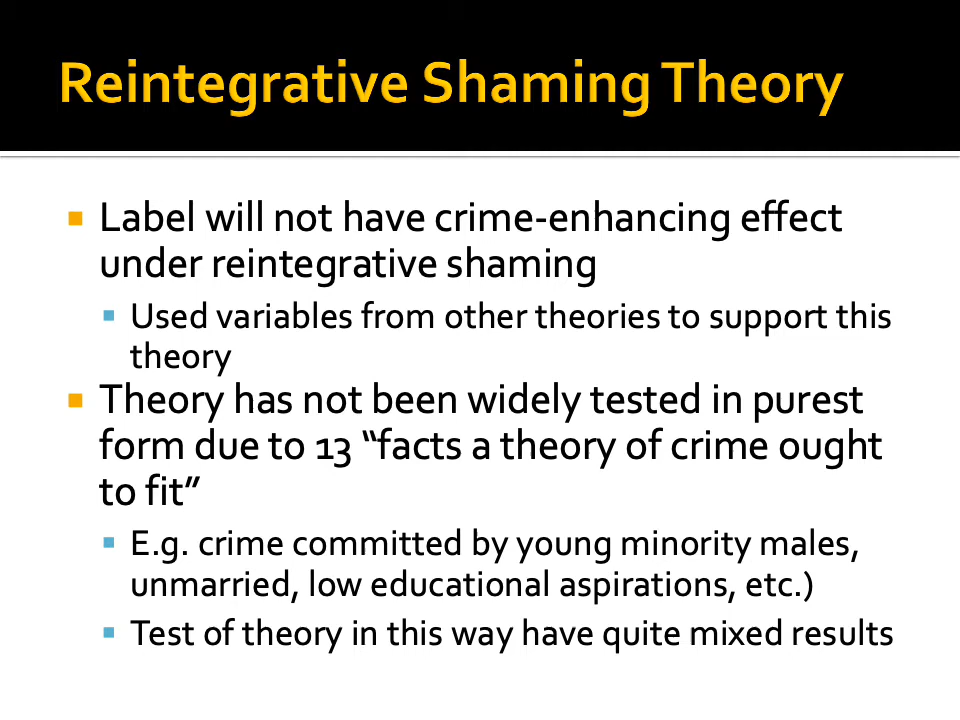 Reintegrative Shaming Theory
Label will not have crime-enhancing effect
under reintegrative shaming
Used variables from other theories to support this
theory
Theory has not been widely tested in purest
form due to 13 “facts a theory of crime ought
to fit”
E.g. crime committed by young minority males,
unmarried, low educational aspirations, etc.)
Test of theory in this way have quite mixed results